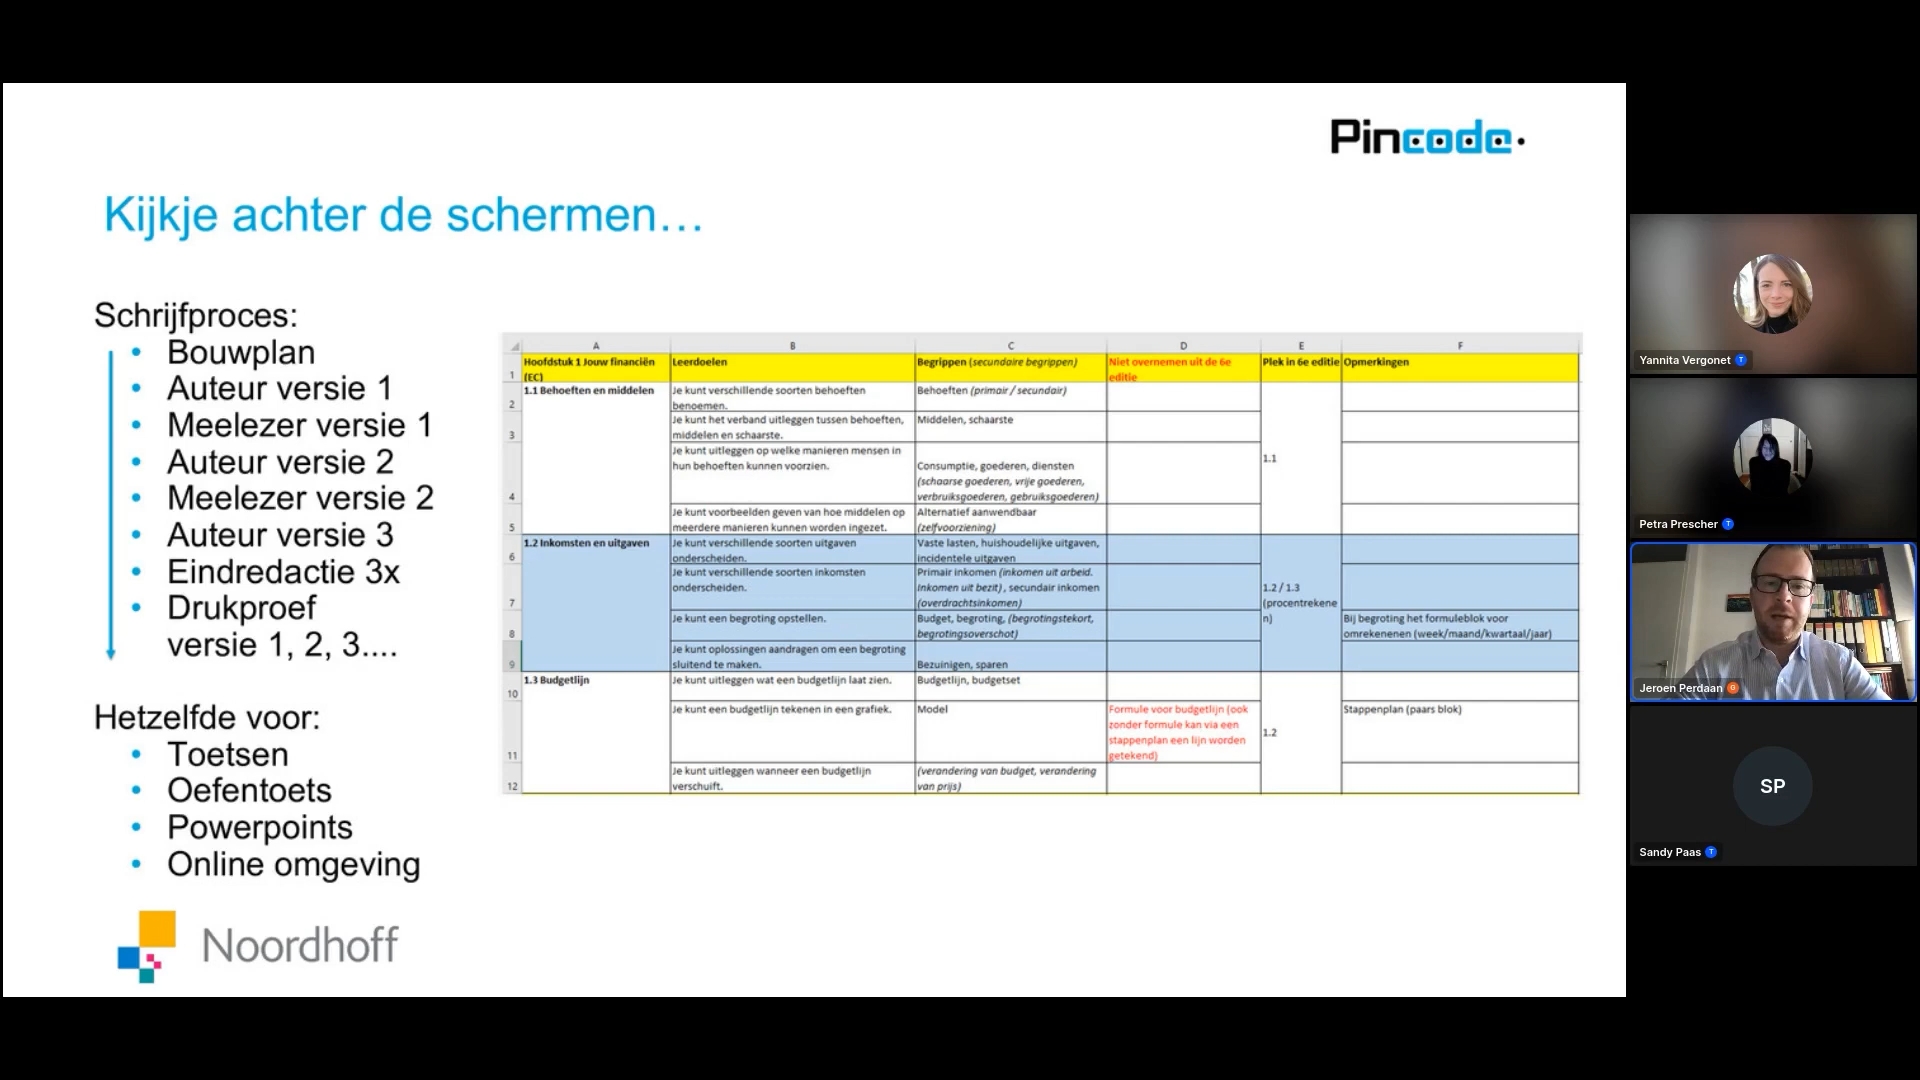 Pincode
Kijkje achter de schermen…
Schrijfproces:
• Bouwplan
• Auteur versie 1
• Meelezer versie 1
• Auteur versie 2
• Meelezer versie 2
• Auteur versie 3
• Eindredactie 3x
• Drukproef
versie 1, 2, 3....
Hetzelfde voor:
• Toetsen
• Oefentoets
• Powerpoints
• Online omgeving
Noordhoff
A B C D E F
1 Hoofdstuk 1 Jouw financiën (EC) Leerdoelen Begrippen (secundaire begrippen) Niet overnemen uit de 6e editie Plek in 6e editie Opmerkingen
2 1.1 Behoeften en middelen Je kunt verschillende soorten behoeften benoemen. Behoeften (primair / secundair)
3 Je kunt het verband uitleggen tussen behoeften, middelen en schaarste. Middelen, schaarste
4 Je kunt uitleggen op welke manieren mensen in hun behoeften kunnen voorzien. Consumptie, goederen, diensten (schaarse goederen, vrije goederen, verbruiksgoederen, gebruiksgoederen) 1.1
5 Je kunt voorbeelden geven van hoe middelen op meerdere manieren kunnen worden ingezet. Alternatief aanwendbaar (zelfvoorziening)
6 1.2 Inkomsten en uitgaven Je kunt verschillende soorten uitgaven onderscheiden. Vaste lasten, huishoudelijke uitgaven, incidentele uitgaven
7 Je kunt verschillende soorten inkomsten onderscheiden. Primair inkomen (inkomen uit arbeid. Inkomen uit bezit) , secundair inkomen (overdrachtsinkomen) 1.2 / 1.3 (procentrekenen)
8 Je kunt een begroting opstellen. Budget, begroting, (begrotingstekort, begrotingsoverschot) Bij begroting het formuleblok voor omrekenenen (week/maand/kwartaal/jaar)
9 Je kunt oplossingen aandragen om een begroting sluitend te maken. Bezuinigen, sparen
10 1.3 Budgetlijn Je kunt uitleggen wat een budgetlijn laat zien. Budgetlijn, budgetset
11 Je kunt een budgetlijn tekenen in een grafiek. Model Formule voor budgetlijn (ook zonder formule kan via een stappenplan een lijn worden getekend) 1.2 Stappenplan (paars blok)
12 Je kunt uitleggen wanneer een budgetlijn verschuift. (verandering van budget, verandering van prijs)
Yannita Vergonet T
Petra Prescher T
Jeroen Perdaan G
SP
Sandy Paas T